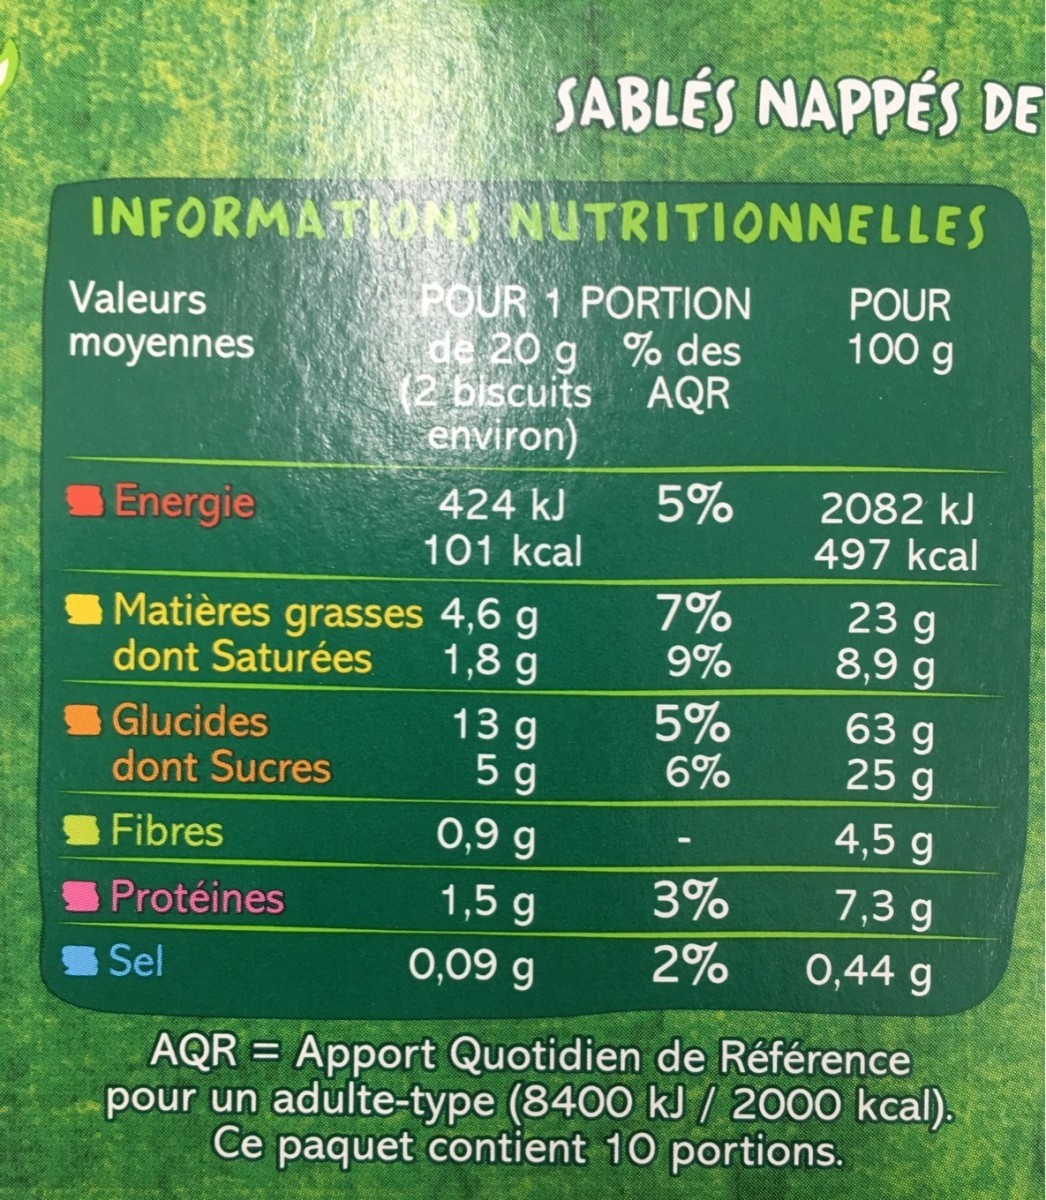 SABLÉS NAPPÉS DE
INFORMATIONS NUTRITIONNELLES
Valeurs moyennes
POUR 1 PORTION
de 20 g % des
(2 biscuits AQR
environ)
POUR
100 g
Energie 424 kJ 5% 2082 kJ
101 kcal 497 kcal
Matières grasses 4,6 g 7% 23 g
dont Saturées 1,8 g 9% 8,9 g
Glucides 13 g 5% 63 g
dont Sucres 5 g 6% 25 g
Fibres 0,9 g - 4,5 g
Protéines 1,5 g 3% 7,3 g
Sel 0,09 g 2% 0,44 g
AQR = Apport Quotidien de Référence
pour un adulte-type (8400 kJ / 2000 kcal).
Ce paquet contient 10 portions.